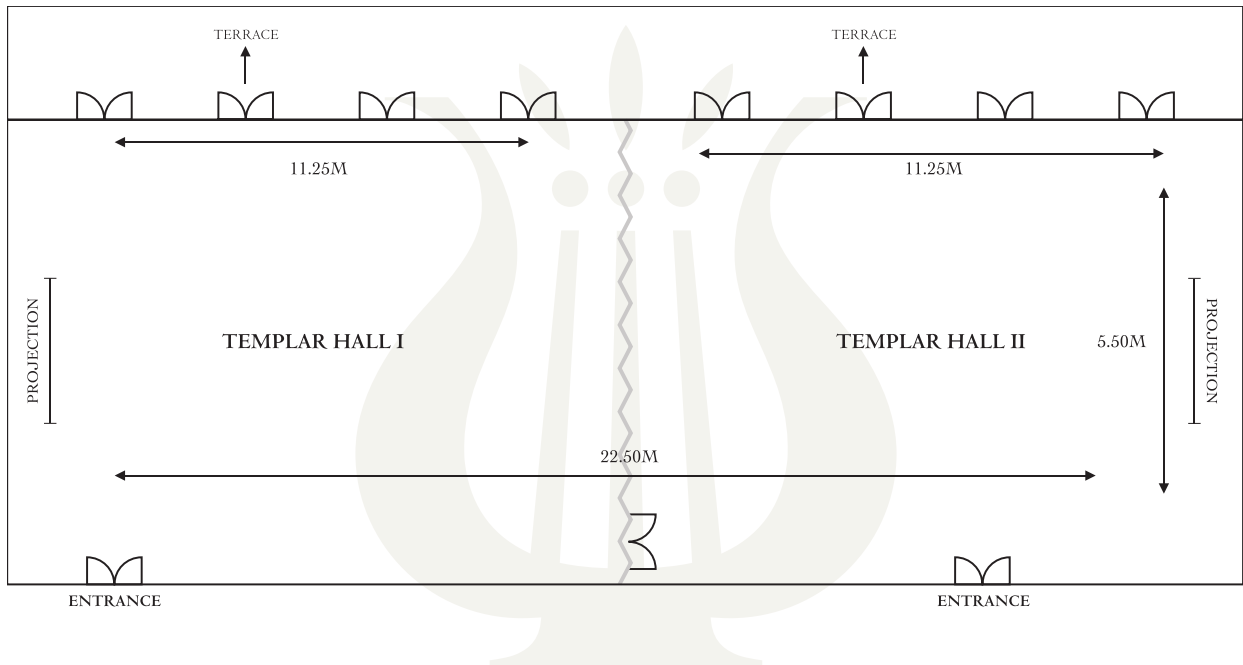 TERRACE
TERRACE
11.25M
11.25M
PROJECTION
TEMPLAR HALL I
TEMPLAR HALL II
5.50M
PROJECTION
22.50M
ENTRANCE
ENTRANCE